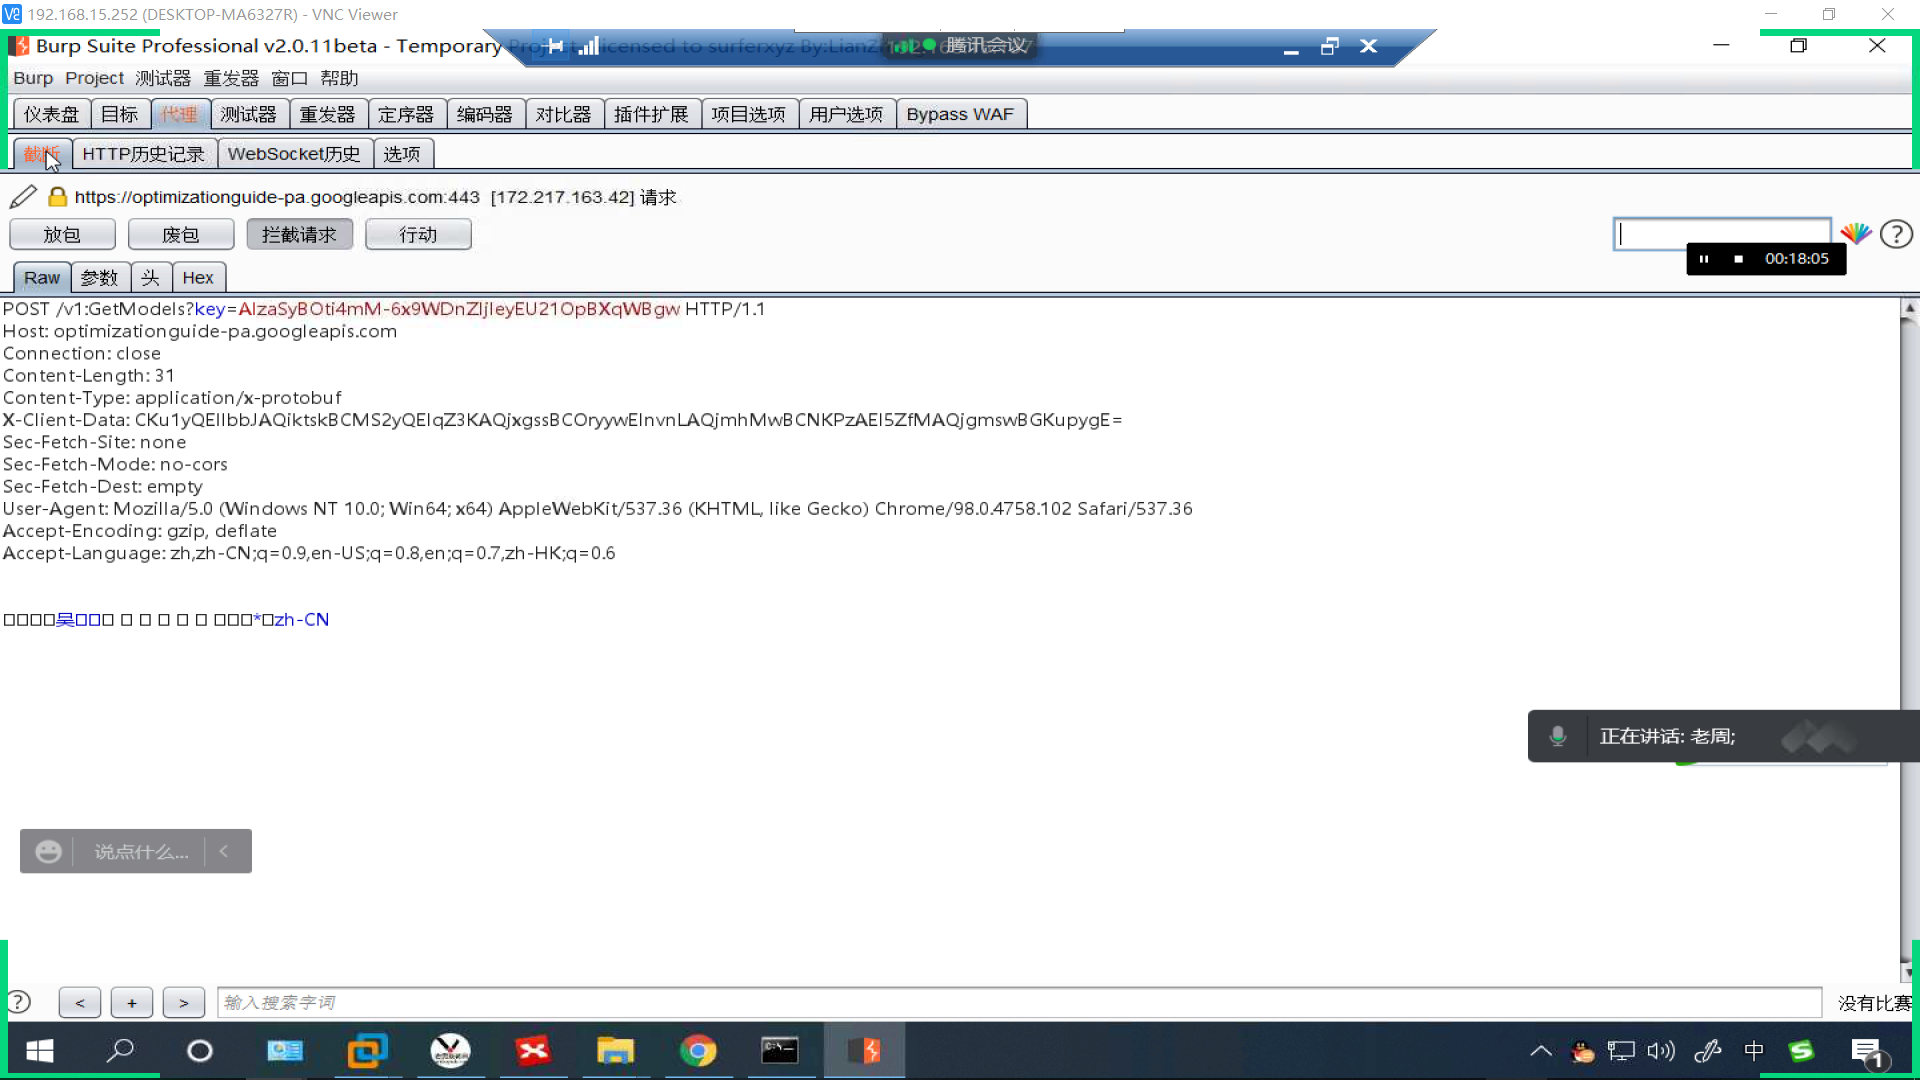 192.168.15.252 (DESKTOP-MA6327R) - VNC Viewer
Burp Suite Professional v2.0.11beta - Temporary Project - licensed to surferxyz By:LianZ
腾讯会议
Burp Project 测试器 重发器 窗口 帮助
仪表盘 目标 代理 测试器 重发器 定序器 编码器 对比器 插件扩展 项目选项 用户选项 Bypass WAF
截断 HTTP历史记录 WebSocket历史 选项
https://optimizationguide-pa.googleapis.com:443 [172.217.163.42] 请求
放包 废包 拦截请求 行动
00:18:05
Raw 参数 头 Hex
POST /v1:GetModels?key=AIzaSyBOti4mM-6x9WDnZIjIeyEU21OpBXqWBgw HTTP/1.1
Host: optimizationguide-pa.googleapis.com
Connection: close
Content-Length: 31
Content-Type: application/x-protobuf
X-Client-Data: CKu1yQEIlbbJAQiktskBCMS2yQEIqZ3KAQjxgssBCOryywEInvnLAQjmhMwBCNKPzAEI5ZfMAQjgmswBGKupygE=
Sec-Fetch-Site: none
Sec-Fetch-Mode: no-cors
Sec-Fetch-Dest: empty
User-Agent: Mozilla/5.0 (Windows NT 10.0; Win64; x64) AppleWebKit/537.36 (KHTML, like Gecko) Chrome/98.0.4758.102 Safari/537.36
Accept-Encoding: gzip, deflate
Accept-Language: zh,zh-CN;q=0.9,en-US;q=0.8,en;q=0.7,zh-HK;q=0.6
吴 *zh-CN
正在讲话: 老周;
说点什么...
< + > 输入搜索字词 没有比赛
中 1